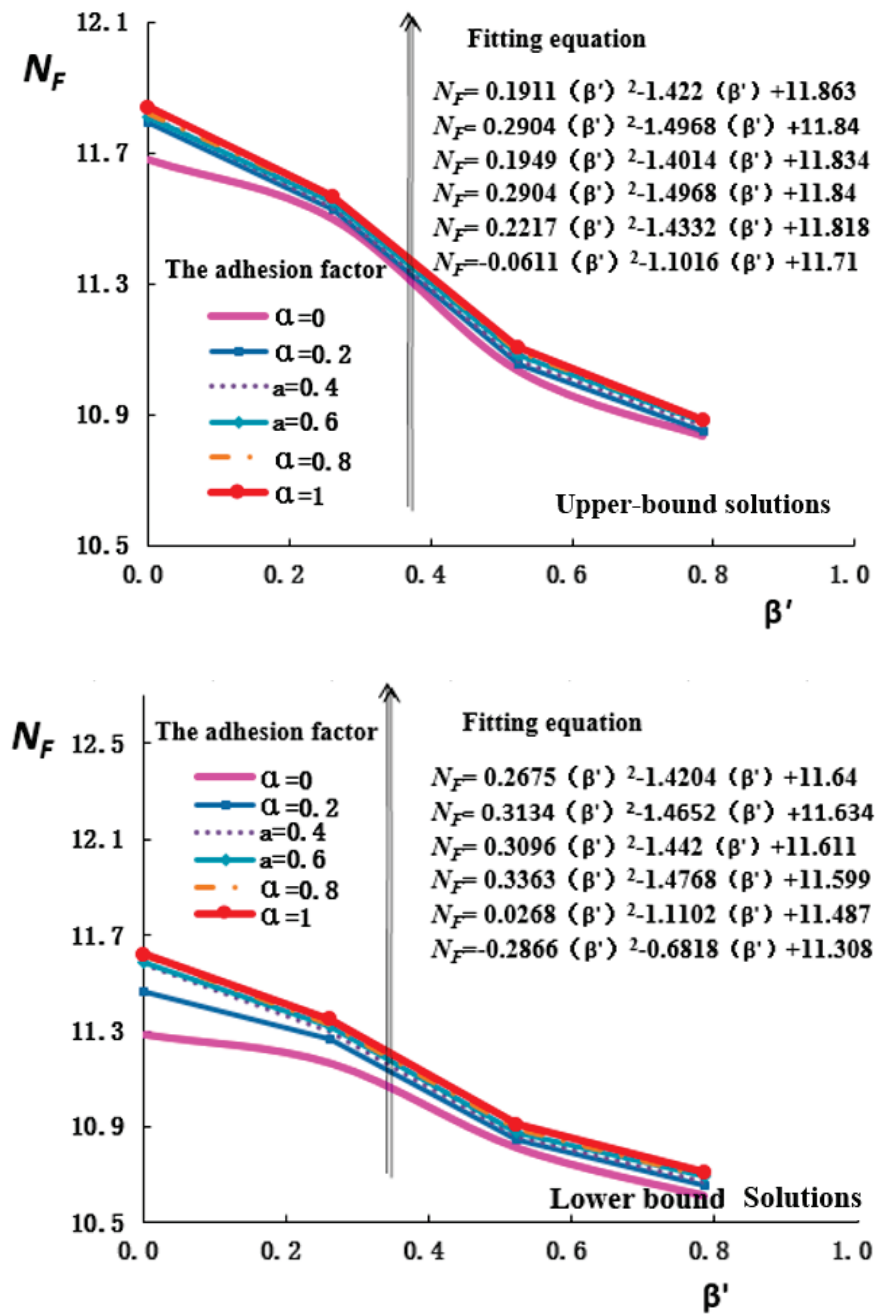 12.1
N_F
11.7
11.3
10.9
10.5
Fitting equation
N_F= 0.1911 (β′) ²-1.422 (β′) +11.863
N_F= 0.2904 (β′) ²-1.4968 (β′) +11.84
N_F= 0.1949 (β′) ²-1.4014 (β′) +11.834
N_F= 0.2904 (β′) ²-1.4968 (β′) +11.84
N_F= 0.2217 (β′) ²-1.4332 (β′) +11.818
N_F=-0.0611 (β′) ²-1.1016 (β′) +11.71
The adhesion factor
α=0
α=0.2
a=0.4
a=0.6
α=0.8
α=1
Upper-bound solutions
0.0 0.2 0.4 0.6 0.8 1.0
β′
N_F
12.5
12.1
11.7
11.3
10.9
10.5
The adhesion factor
α=0
α=0.2
a=0.4
a=0.6
α=0.8
α=1
Fitting equation
N_F= 0.2675 (β′) ²-1.4204 (β′) +11.64
N_F= 0.3134 (β′) ²-1.4652 (β′) +11.634
N_F= 0.3096 (β′) ²-1.442 (β′) +11.611
N_F= 0.3363 (β′) ²-1.4768 (β′) +11.599
N_F= 0.0268 (β′) ²-1.1102 (β′) +11.487
N_F=-0.2866 (β′) ²-0.6818 (β′) +11.308
Lower bound Solutions
0.0 0.2 0.4 0.6 0.8 1.0
β'